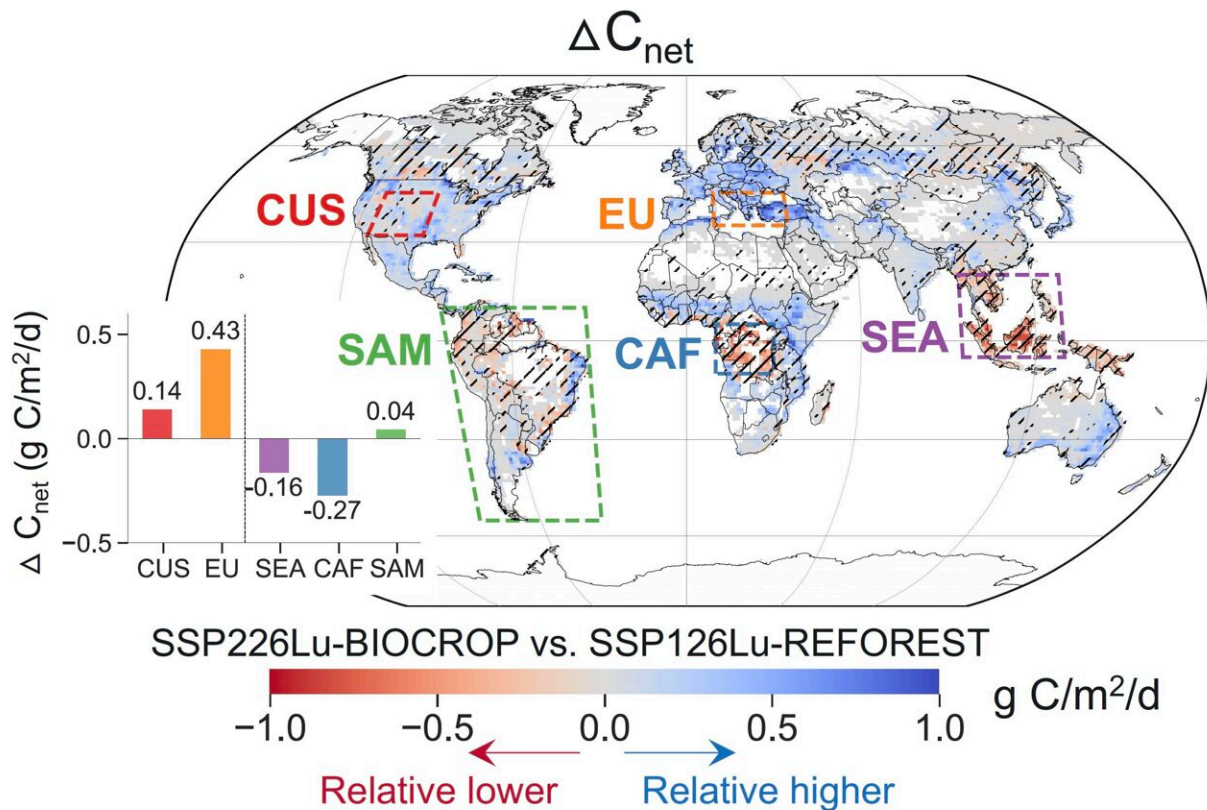 Δ C_net
CUS
EU
SAM
CAF
SEA
Δ C_net (g C/m²/d)
0.5
0.0
−0.5
0.14
0.43
-0.16
-0.27
0.04
CUS EU SEA CAF SAM
SSP226Lu-BIOCROP vs. SSP126Lu-REFOREST
−1.0 −0.5 0.0 0.5 1.0
g C/m²/d
Relative lower Relative higher